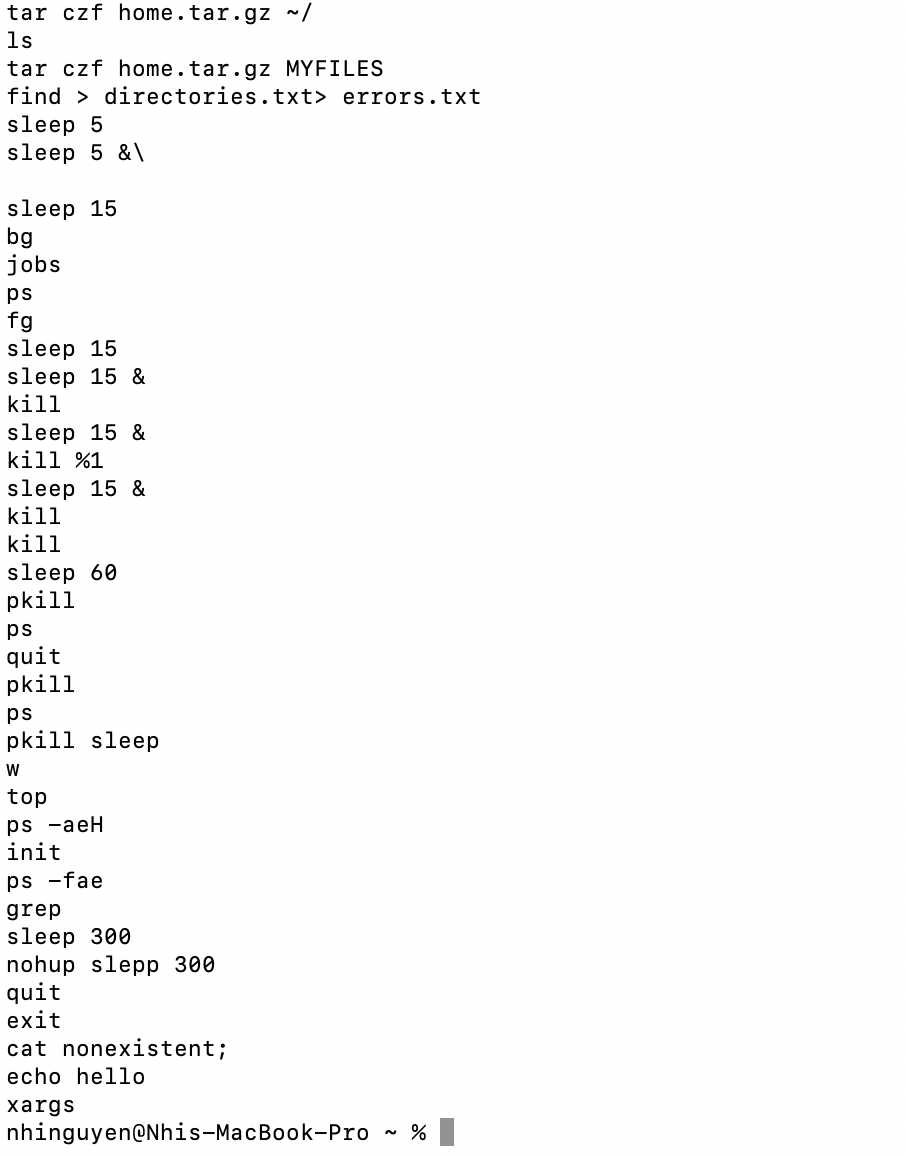 tar czf home.tar.gz ~/
ls
tar czf home.tar.gz MYFILES
find > directories.txt> errors.txt
sleep 5
sleep 5 &\

sleep 15
bg
jobs
ps
fg
sleep 15
sleep 15 &
kill
sleep 15 &
kill %1
sleep 15 &
kill
kill
sleep 60
pkill
ps
quit
pkill
ps
pkill sleep
w
top
ps -aeH
init
ps -fae
grep
sleep 300
nohup slepp 300
quit
exit
cat nonexistent;
echo hello
xargs
nhinguyen@Nhis-MacBook-Pro ~ %